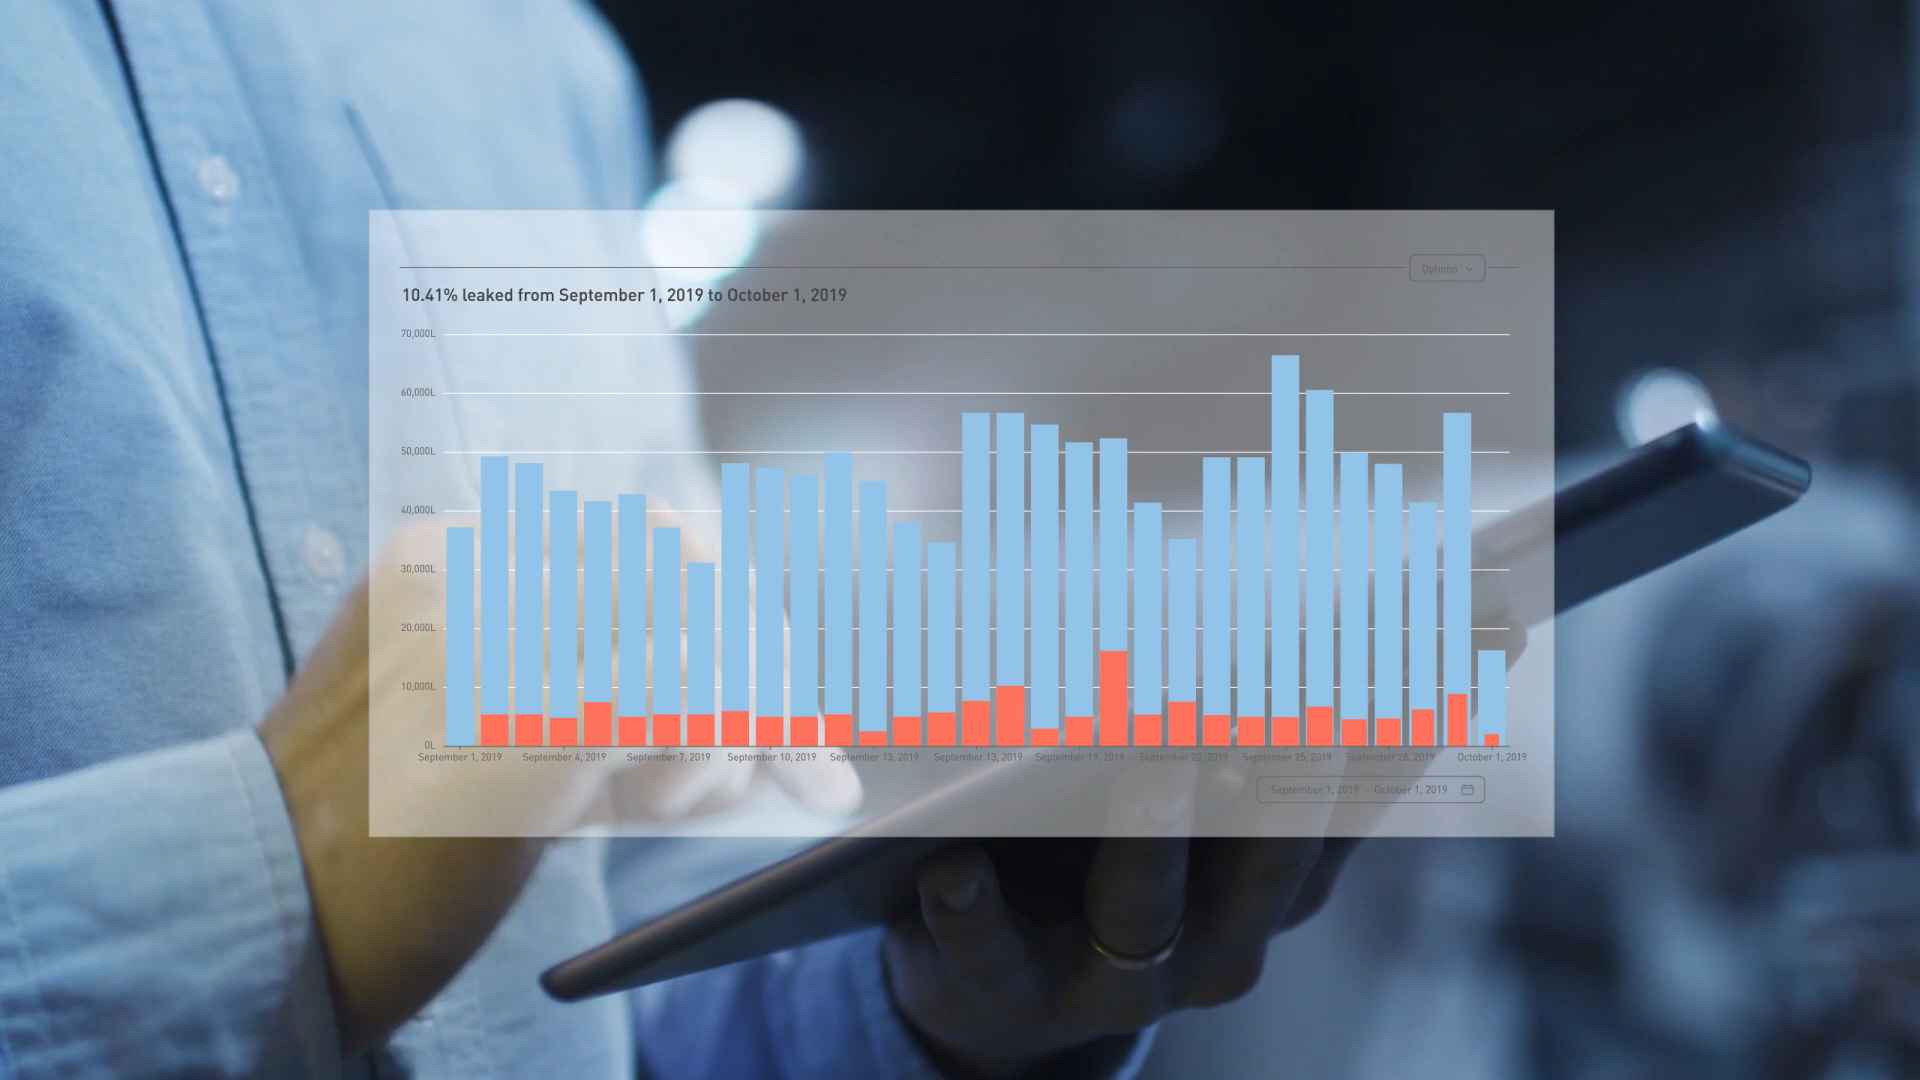 Options
10.41% leaked from September 1, 2019 to October 1, 2019
70,000L
60,000L
50,000L
40,000L
30,000L
20,000L
10,000L
0L
September 1, 2019 September 4, 2019 September 7, 2019 September 10, 2019 September 13, 2019 September 13, 2019 September 19, 2019 September 22, 2019 September 25, 2019 September 28, 2019 October 1, 2019
September 1, 2019 - October 1, 2019